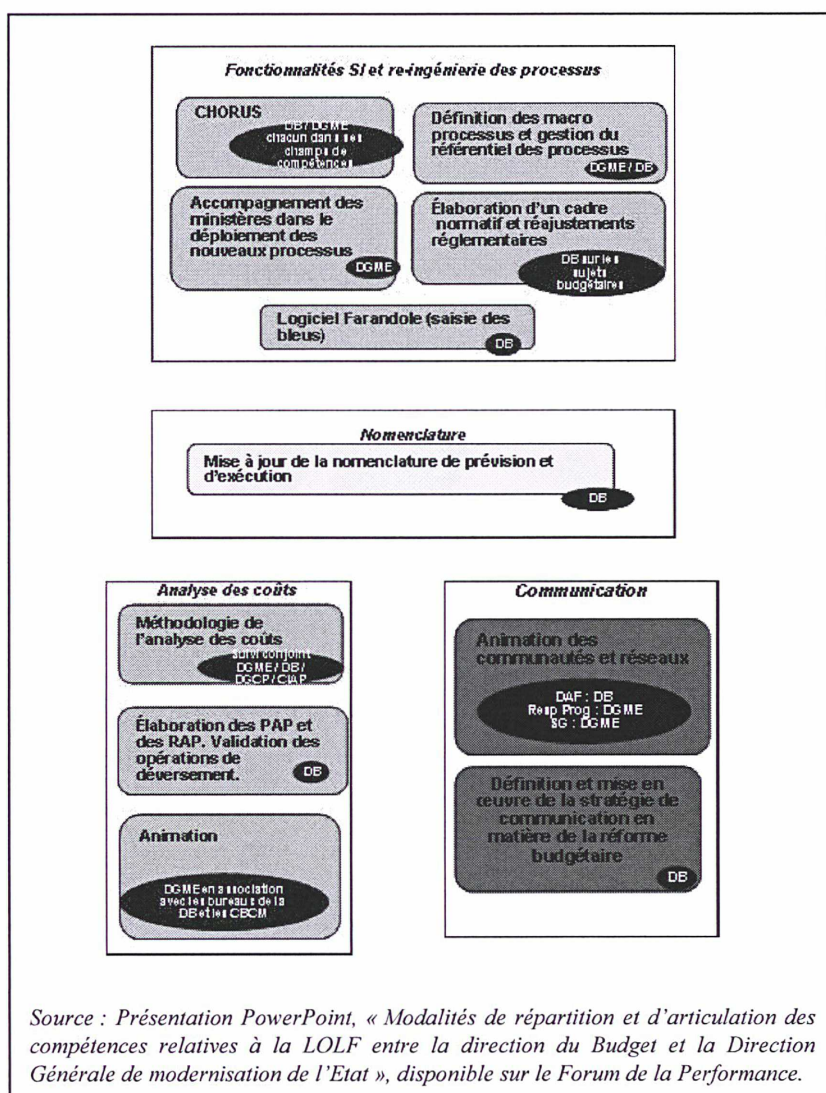 Fonctionnalités SI et re-ingénierie des processus
CHORUS
DB / DGME
chacun dans ses
champs de
compétences
Définition des macro
processus et gestion du
référentiel des processus
DGME / DB
Accompagnement des
ministères dans le
déploiement des
nouveaux processus
DGME
Élaboration d'un cadre
normatif et réajustements
réglementaires
DB sur les
sujets
budgétaires
Logiciel Farandole (saisie des
bleus)
DB
Nomenclature
Mise à jour de la nomenclature de prévision et
d'exécution
DB
Analyse des coûts
Méthodologie de
l'analyse des coûts
Suivi conjoint
DGME / DB /
DGCP / CIAP
Élaboration des PAP et
des RAP. Validation des
opérations de
déversement.
DB
Animation
DGME en association
avec les bureaux de la
DB et les CBCM
Communication
Animation des
communautés et réseaux
DAF : DB
Resp Prog : DGME
SG : DGME
Définition et mise en
œuvre de la stratégie de
communication en
matière de la réforme
budgétaire
DB
Source : Présentation PowerPoint, « Modalités de répartition et d'articulation des
compétences relatives à la LOLF entre la direction du Budget et la Direction
Générale de modernisation de l'Etat », disponible sur le Forum de la Performance.